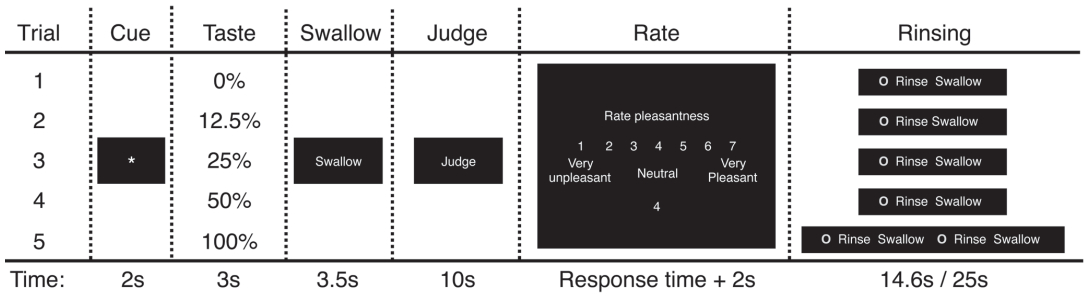 Trial Cue Taste Swallow Judge Rate Rinsing
1 0% O Rinse Swallow
2 12.5% Rate pleasantness O Rinse Swallow
3 * 25% Swallow Judge 1 2 3 4 5 6 7 O Rinse Swallow
Very unpleasant Neutral Very Pleasant
4 50% 4 O Rinse Swallow
5 100% O Rinse Swallow O Rinse Swallow
Time: 2s 3s 3.5s 10s Response time + 2s 14.6s / 25s